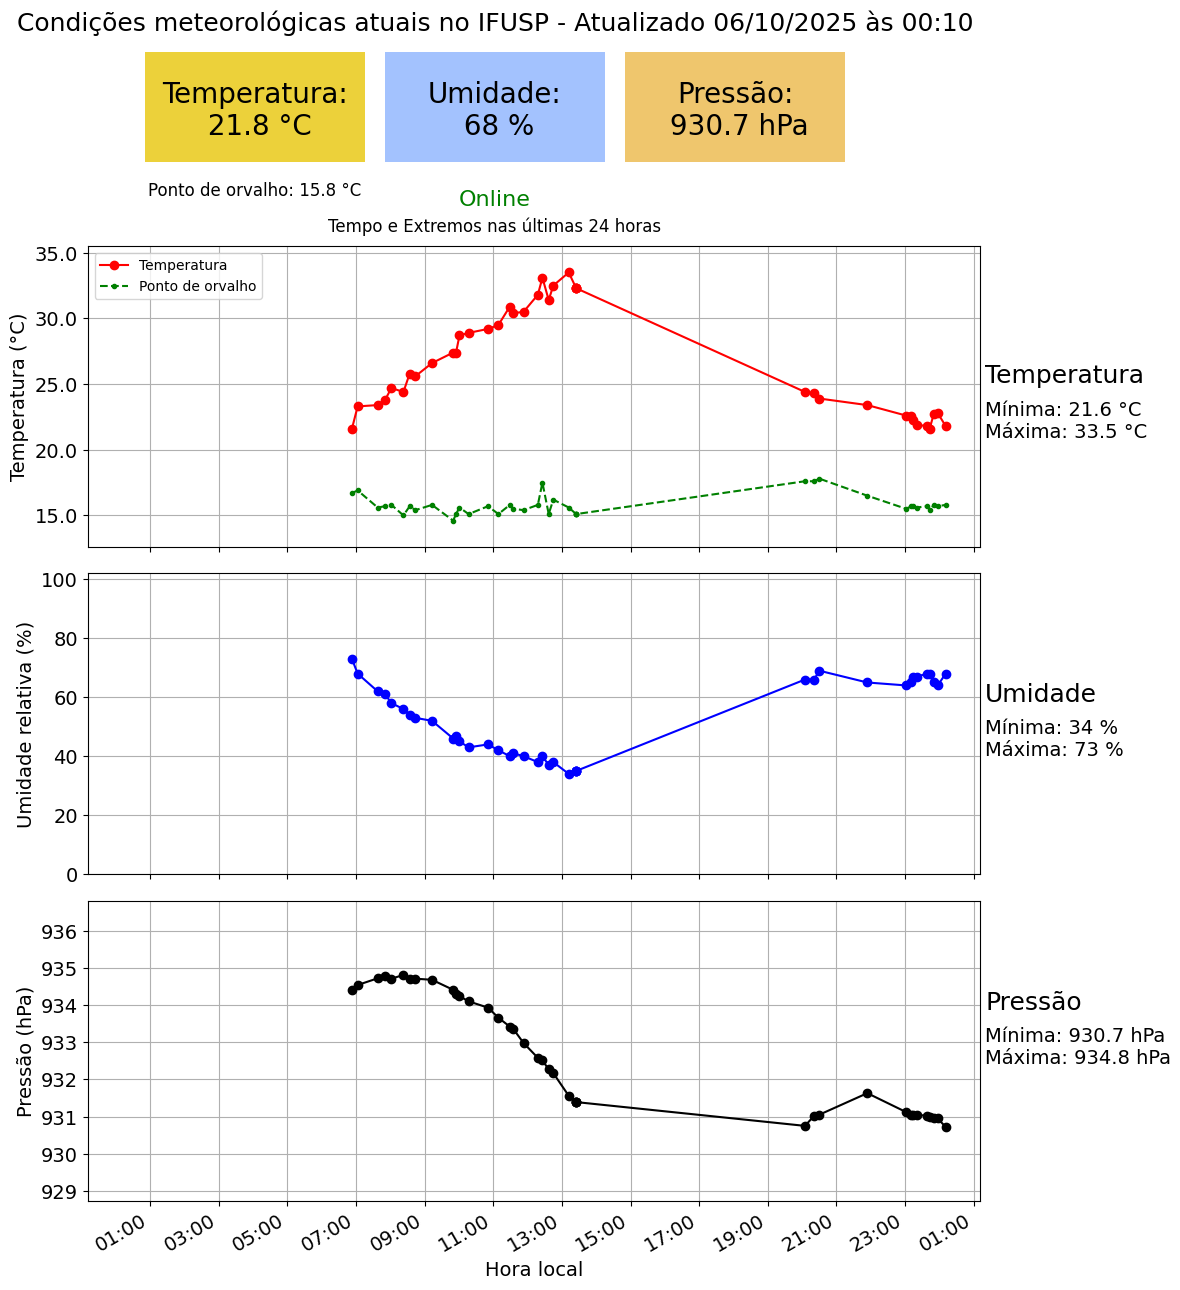 Condições meteorológicas atuais no IFUSP - Atualizado 06/10/2025 às 00:10
Temperatura:
21.8 °C
Umidade:
68 %
Pressão:
930.7 hPa
Ponto de orvalho: 15.8 °C
Online
Tempo e Extremos nas últimas 24 horas
Temperatura (°C)
35.0
30.0
25.0
20.0
15.0
Temperatura
Ponto de orvalho
Temperatura
Mínima: 21.6 °C
Máxima: 33.5 °C
Umidade relativa (%)
100
80
60
40
20
0
Umidade
Mínima: 34 %
Máxima: 73 %
Pressão (hPa)
936
935
934
933
932
931
930
929
Pressão
Mínima: 930.7 hPa
Máxima: 934.8 hPa
01:00 03:00 05:00 07:00 09:00 11:00 13:00 15:00 17:00 19:00 21:00 23:00 01:00
Hora local